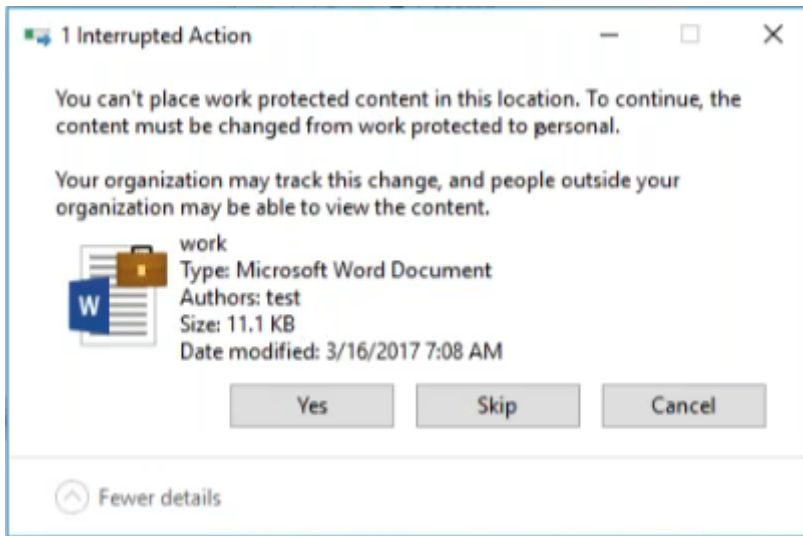 1 Interrupted Action
You can't place work protected content in this location. To continue, the
content must be changed from work protected to personal.
Your organization may track this change, and people outside your
organization may be able to view the content.
work
Type: Microsoft Word Document
W
Authors: test
Size: 11.1 KB
Date modified: 3/16/2017 7:08 AM
Yes
Skip
Cancel
Fewer details